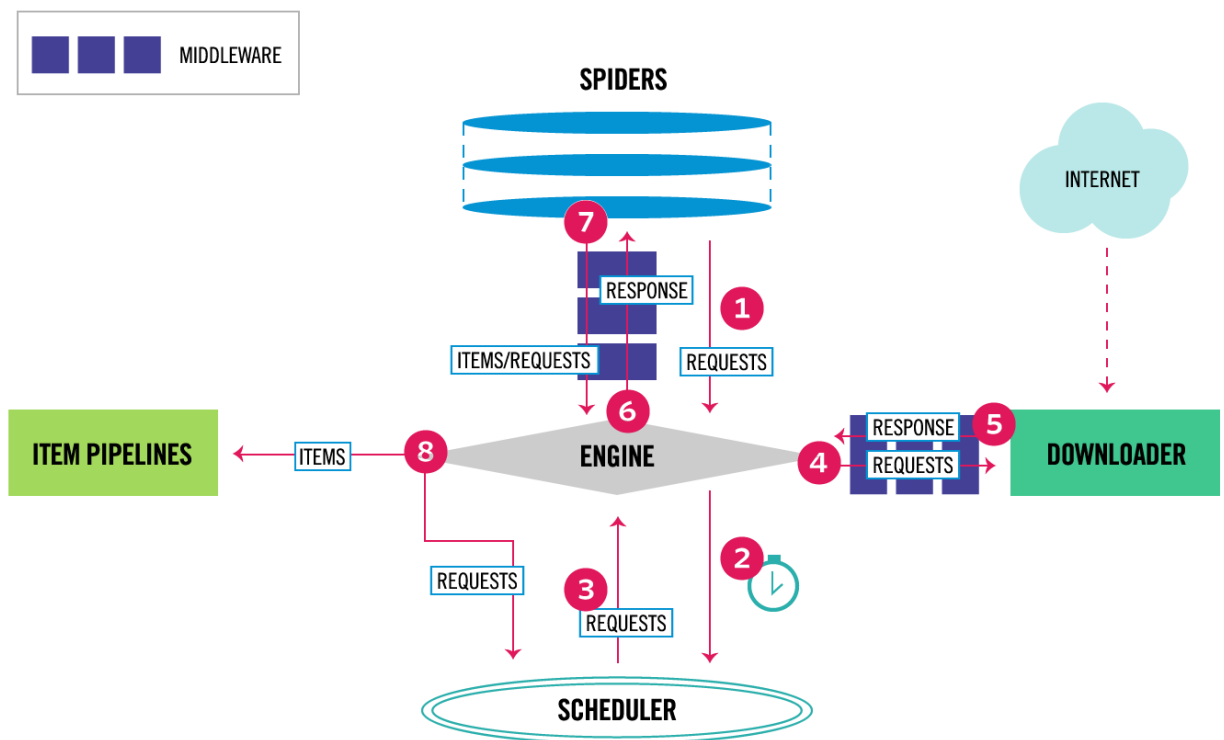 MIDDLEWARE
SPIDERS
INTERNET
7
RESPONSE
1
ITEMS/REQUESTS
REQUESTS
6
5
RESPONSE
ITEM PIPELINES
ITEMS
8
ENGINE
4
REQUESTS
DOWNLOADER
2
REQUESTS
3
REQUESTS
SCHEDULER